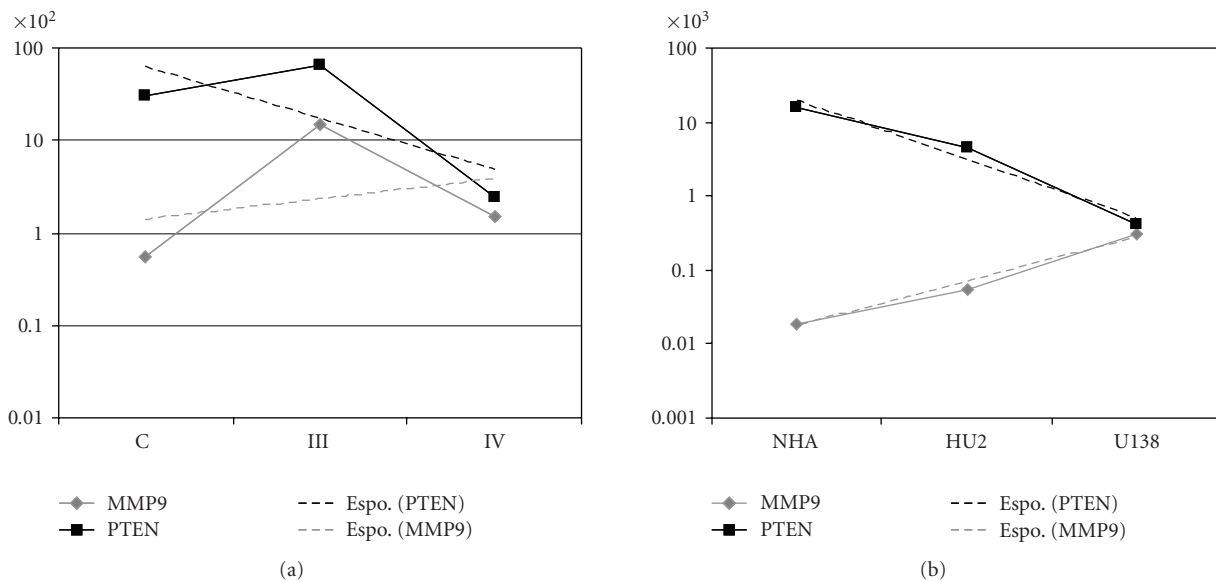 ×10²
100
10
1
0.1
0.01
C III IV
MMP9 Espo. (PTEN)
PTEN Espo. (MMP9)
(a)
×10³
100
10
1
0.1
0.01
0.001
NHA HU2 U138
MMP9 Espo. (PTEN)
PTEN Espo. (MMP9)
(b)